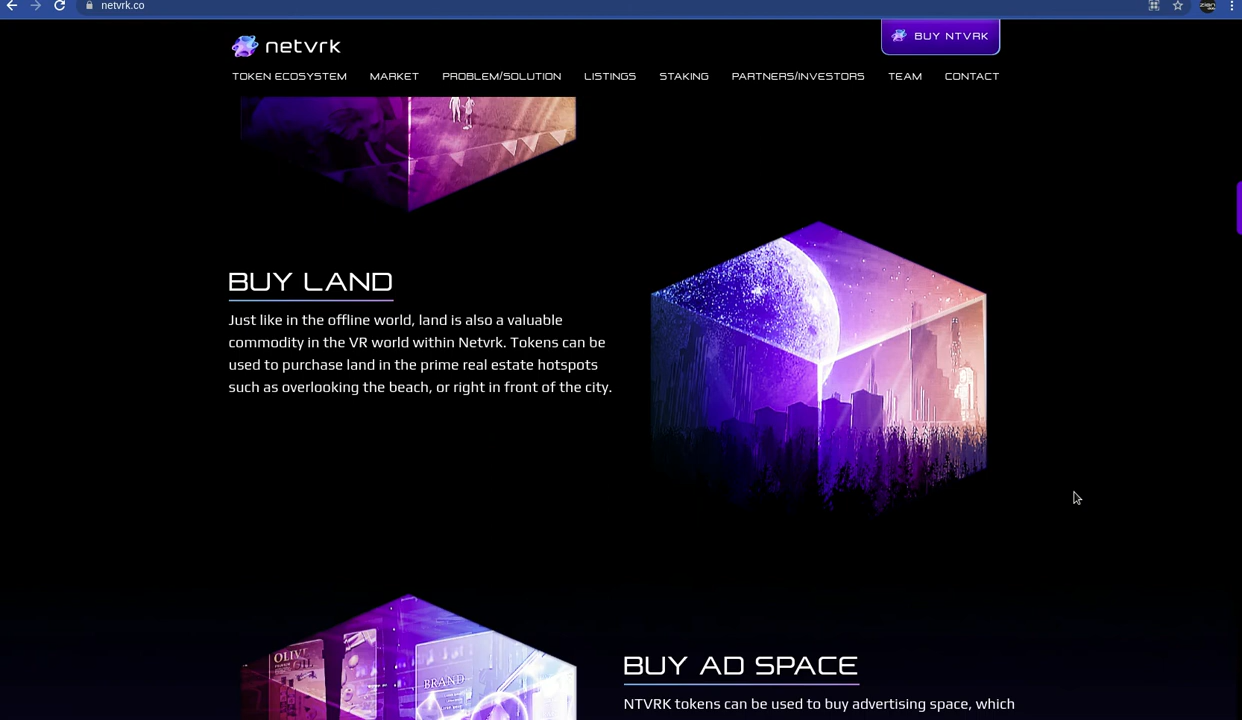 netvrk.co
netvrk
BUY NTVRK
TOKEN ECOSYSTEM MARKET PROBLEM/SOLUTION LISTINGS STAKING PARTNERS/INVESTORS TEAM CONTACT
BUY LAND
Just like in the offline world, land is also a valuable
commodity in the VR world within Netvrk. Tokens can be
used to purchase land in the prime real estate hotspots
such as overlooking the beach, or right in front of the city.
OLIV
BRAND
BUY AD SPACE
NTVRK tokens can be used to buy advertising space, which